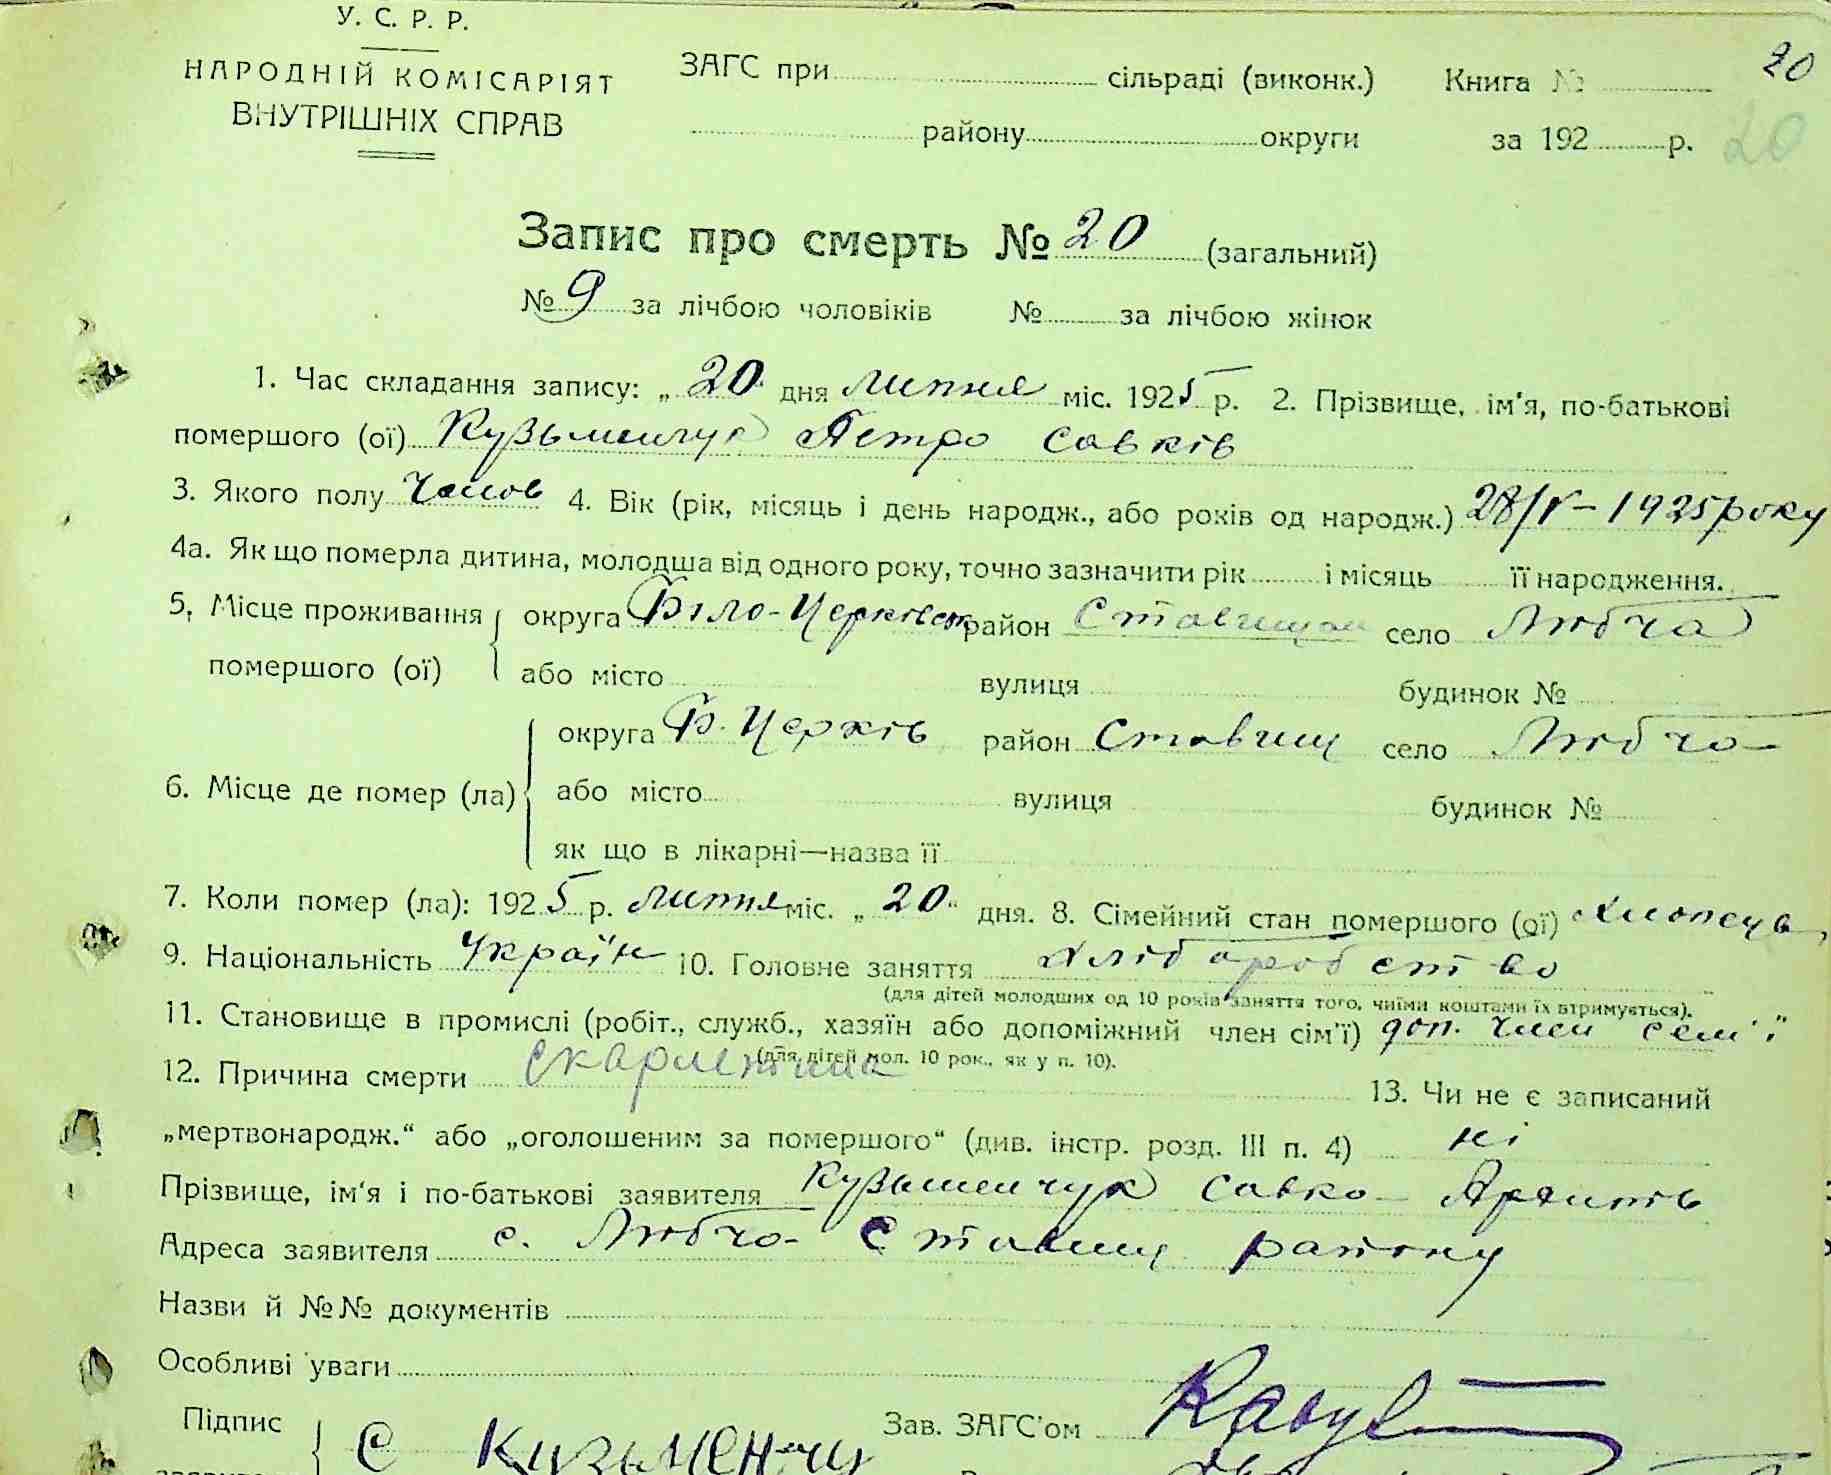 У. С. Р. Р.
НАРОДНІЙ КОМІСАРІЯТ
ВНУТРІШНІХ СПРАВ
ЗАГС при сільраді (виконк.) Книга №
району округи за 192 р.
20
20
Запис про смерть № 20 (загальний)
№ 9 за лічбою чоловіків № за лічбою жінок
1. Час складання запису: „ 20 дня липня міс. 1925 р. 2. Прізвище, ім'я, по-батькові
помершого (ої) Кузьменчук Петро Савків
3. Якого полу Чолов 4. Вік (рік, місяць і день народж., або років од народж.) 28/V – 1925 року
4а. Як що померла дитина, молодша від одного року, точно зазначити рік і місяць її народження.
5. Місце проживання помершого (ої) округа Біло-Церківськ район Ставищан село Любча
або місто вулиця будинок №
6. Місце де помер (ла) округа Б. Церків район Ставищ село Любча
або місто вулиця будинок №
як що в лікарні—назва її
7. Коли помер (ла): 1925 р. липня міс. „ 20 “ дня. 8. Сімейний стан помершого (ої) хлопець
9. Національність Україн 10. Головне заняття хліборобство
(для дітей молодших од 10 років заняття того, чиїми коштами їх втримується).
11. Становище в промислі (робіт., служб., хазяїн або допоміжний член сім'ї) доп. член семї
(для дітей мол. 10 рок., як у п. 10).
12. Причина смерти скарлятина 13. Чи не є записаний
„мертвонародж.“ або „оголошеним за помершого“ (див. інстр. розд. III п. 4) ні
Прізвище, ім'я і по-батькові заявителя Кузьменчук Савка
Адреса заявителя с. Любча Ставищ району
Назви й №№ документів
Особливі уваги
Підпис С Кузьменчу Зав. ЗАГС'ом